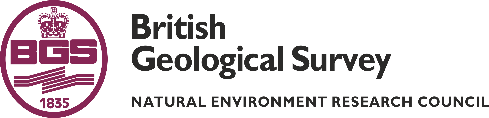 BGS
1835
British
Geological Survey
NATURAL ENVIRONMENT RESEARCH COUNCIL